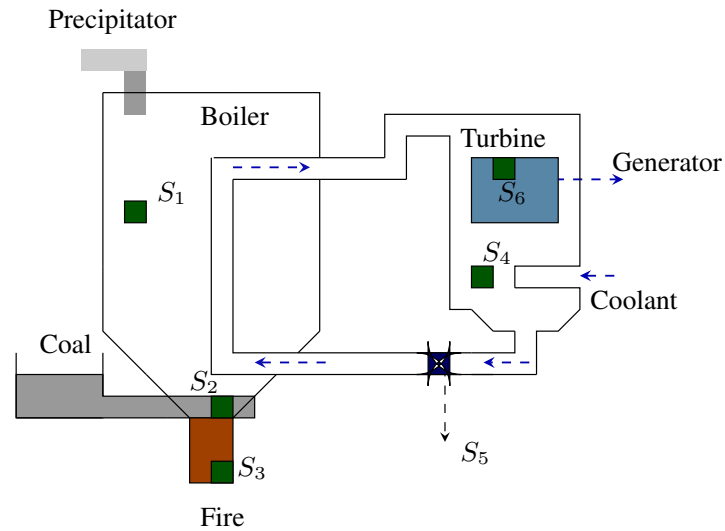 Precipitator
Boiler
Turbine
Generator
S1
S6
S4
Coolant
Coal
S2
S5
S3
Fire